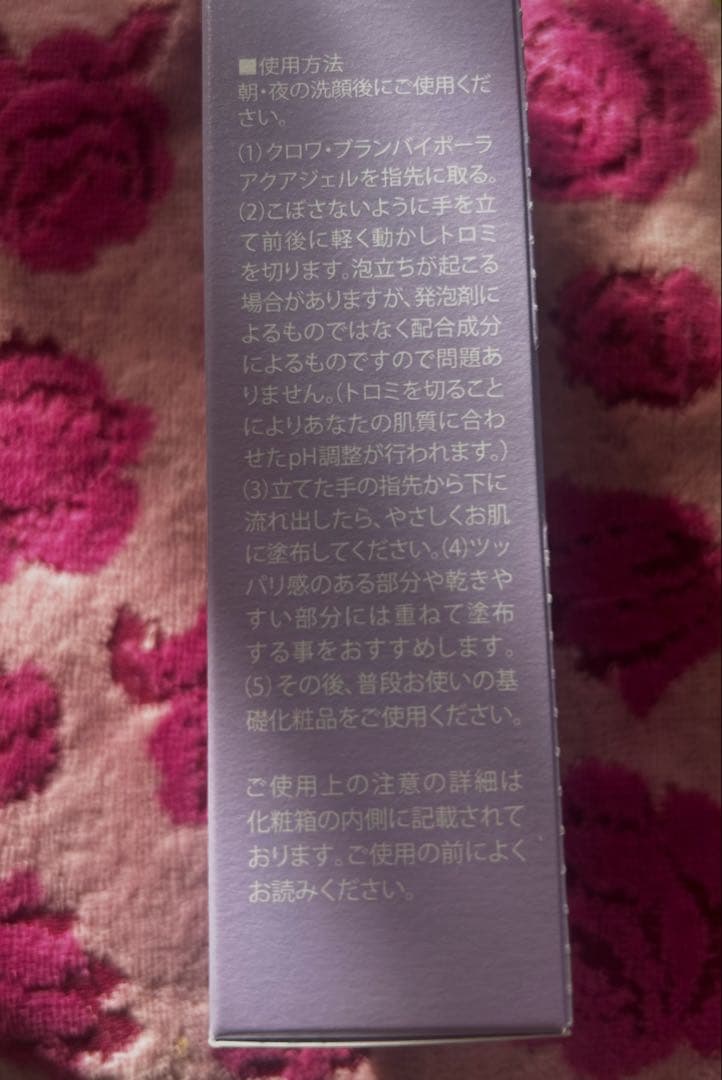 ■使用方法
朝・夜の洗顔後にご使用くだ
さい。
(1)クロワ・ブランバイポーラ
アクアジェルを指先に取る。
(2)こぼさないように手を立
て前後に軽く動かしトロミ
を切ります。泡立ちが起こる
場合がありますが、発泡剤に
よるものではなく配合成分
によるものですので問題あ
りません。(トロミを切ること
によりあなたの肌質に合わ
せたpH調整が行われます。)
(3)立てた手の指先から下に
流れ出したら、やさしくお肌
に塗布してください。(4)ツッ
パリ感のある部分や乾きや
すい部分には重ねて塗布
する事をおすすめします。
(5)その後、普段お使いの基
礎化粧品をご使用ください。
ご使用上の注意の詳細は
化粧箱の内側に記載されて
おります。ご使用の前によく
お読みください。